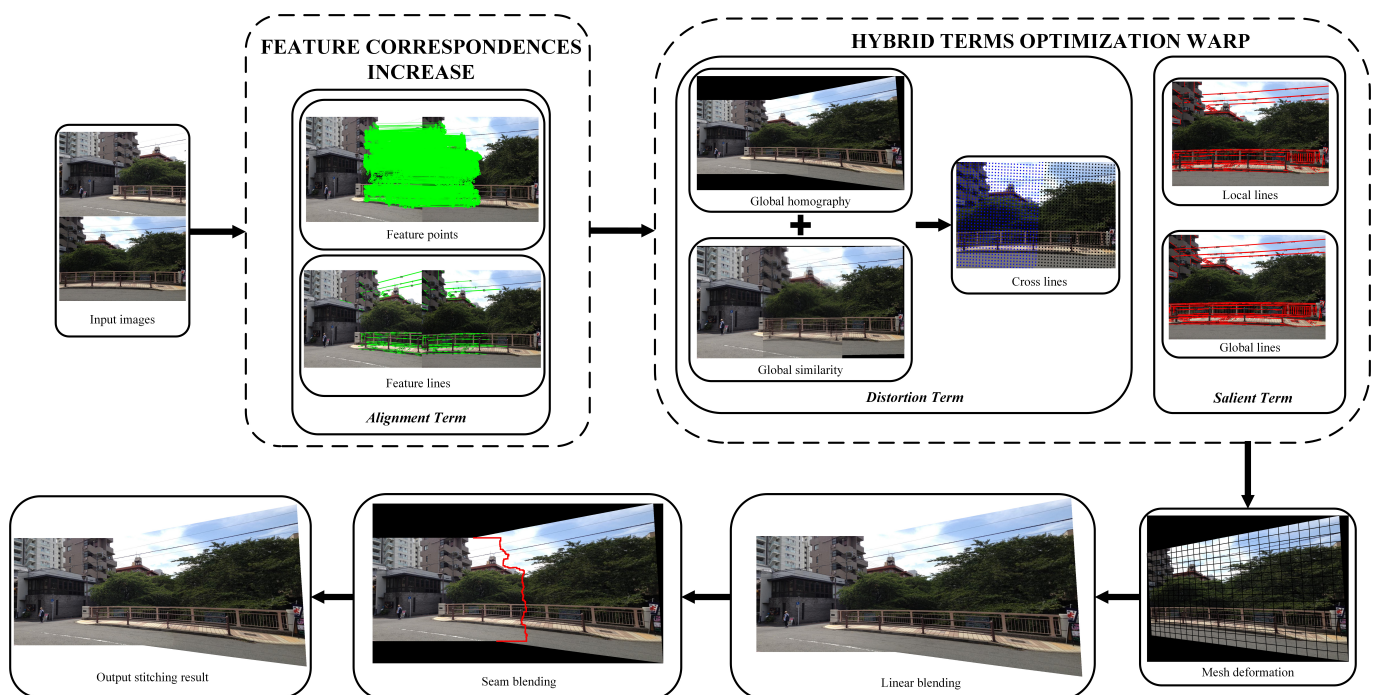 FEATURE CORRESPONDENCES
INCREASE
HYBRID TERMS OPTIMIZATION WARP
Input images
Feature points
Feature lines
Alignment Term
Global homography
Global similarity
Cross lines
Distortion Term
Local lines
Global lines
Salient Term
Output stitching result
Seam blending
Linear blending
Mesh deformation